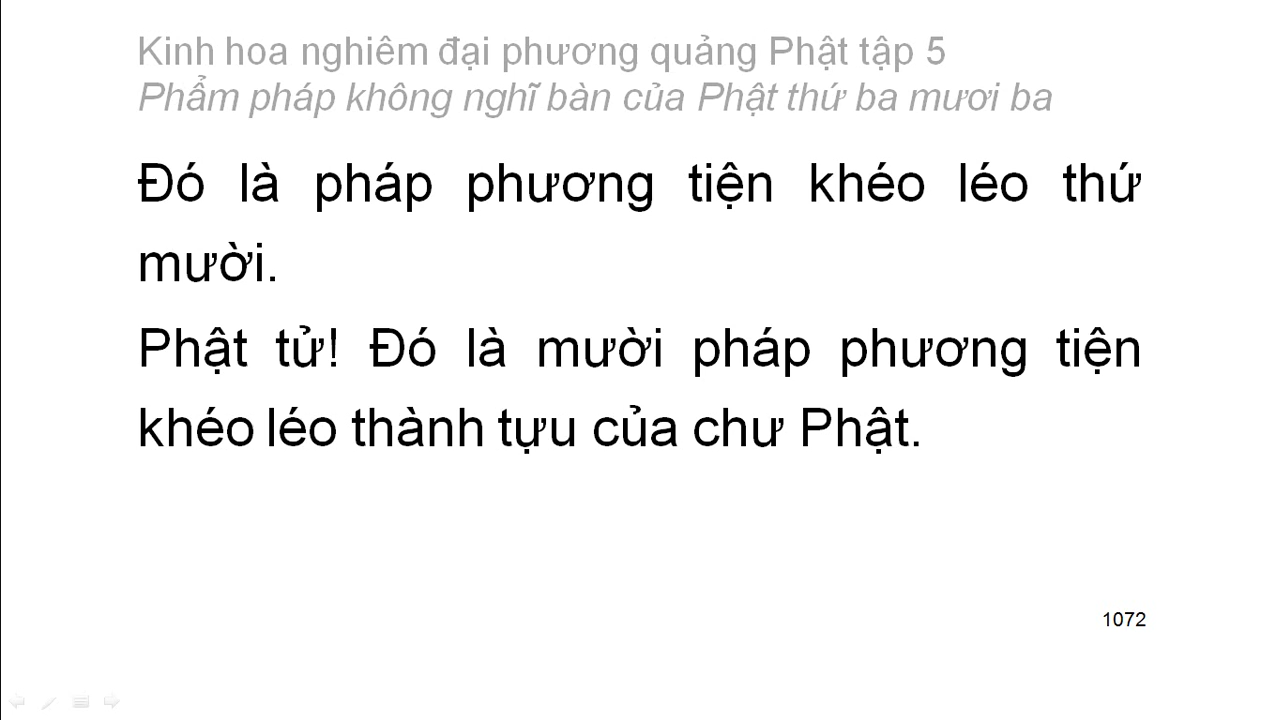 Kinh hoa nghiêm đại phương quảng Phật tập 5
Phẩm pháp không nghĩ bàn của Phật thứ ba mươi ba
Đó là pháp phương tiện khéo léo thứ
mười.
Phật tử! Đó là mười pháp phương tiện
khéo léo thành tựu của chư Phật.
1072